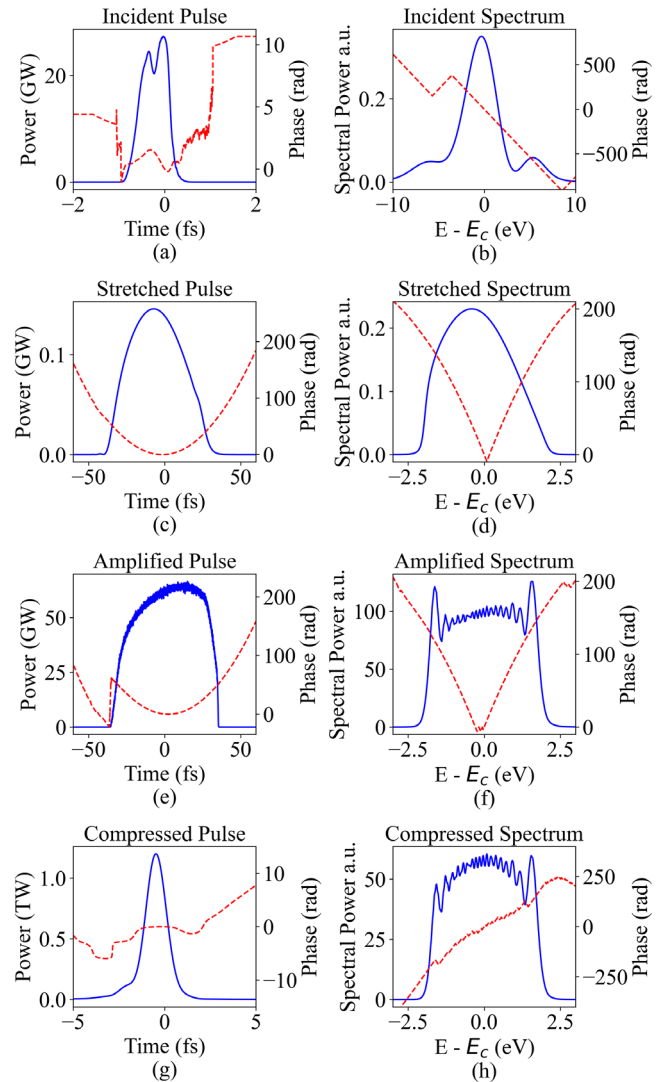 Incident Pulse
Power (GW)
20
0
10
5
0
Phase (rad)
−2 0 2
Time (fs)
(a)
Incident Spectrum
Spectral Power a.u.
0.2
0.0
500
0
−500
Phase (rad)
−10 0 10
E - Ec (eV)
(b)
Stretched Pulse
Power (GW)
0.1
0.0
200
100
0
Phase (rad)
−50 0 50
Time (fs)
(c)
Stretched Spectrum
Spectral Power a.u.
0.2
0.1
0.0
200
100
0
Phase (rad)
−2.5 0.0 2.5
E - Ec (eV)
(d)
Amplified Pulse
Power (GW)
50
25
0
200
100
0
Phase (rad)
−50 0 50
Time (fs)
(e)
Amplified Spectrum
Spectral Power a.u.
100
50
0
200
100
0
Phase (rad)
−2.5 0.0 2.5
E - Ec (eV)
(f)
Compressed Pulse
Power (TW)
1.0
0.5
0.0
10
0
−10
Phase (rad)
−5 0 5
Time (fs)
(g)
Compressed Spectrum
Spectral Power a.u.
50
25
0
250
0
−250
Phase (rad)
−2.5 0.0 2.5
E - Ec (eV)
(h)